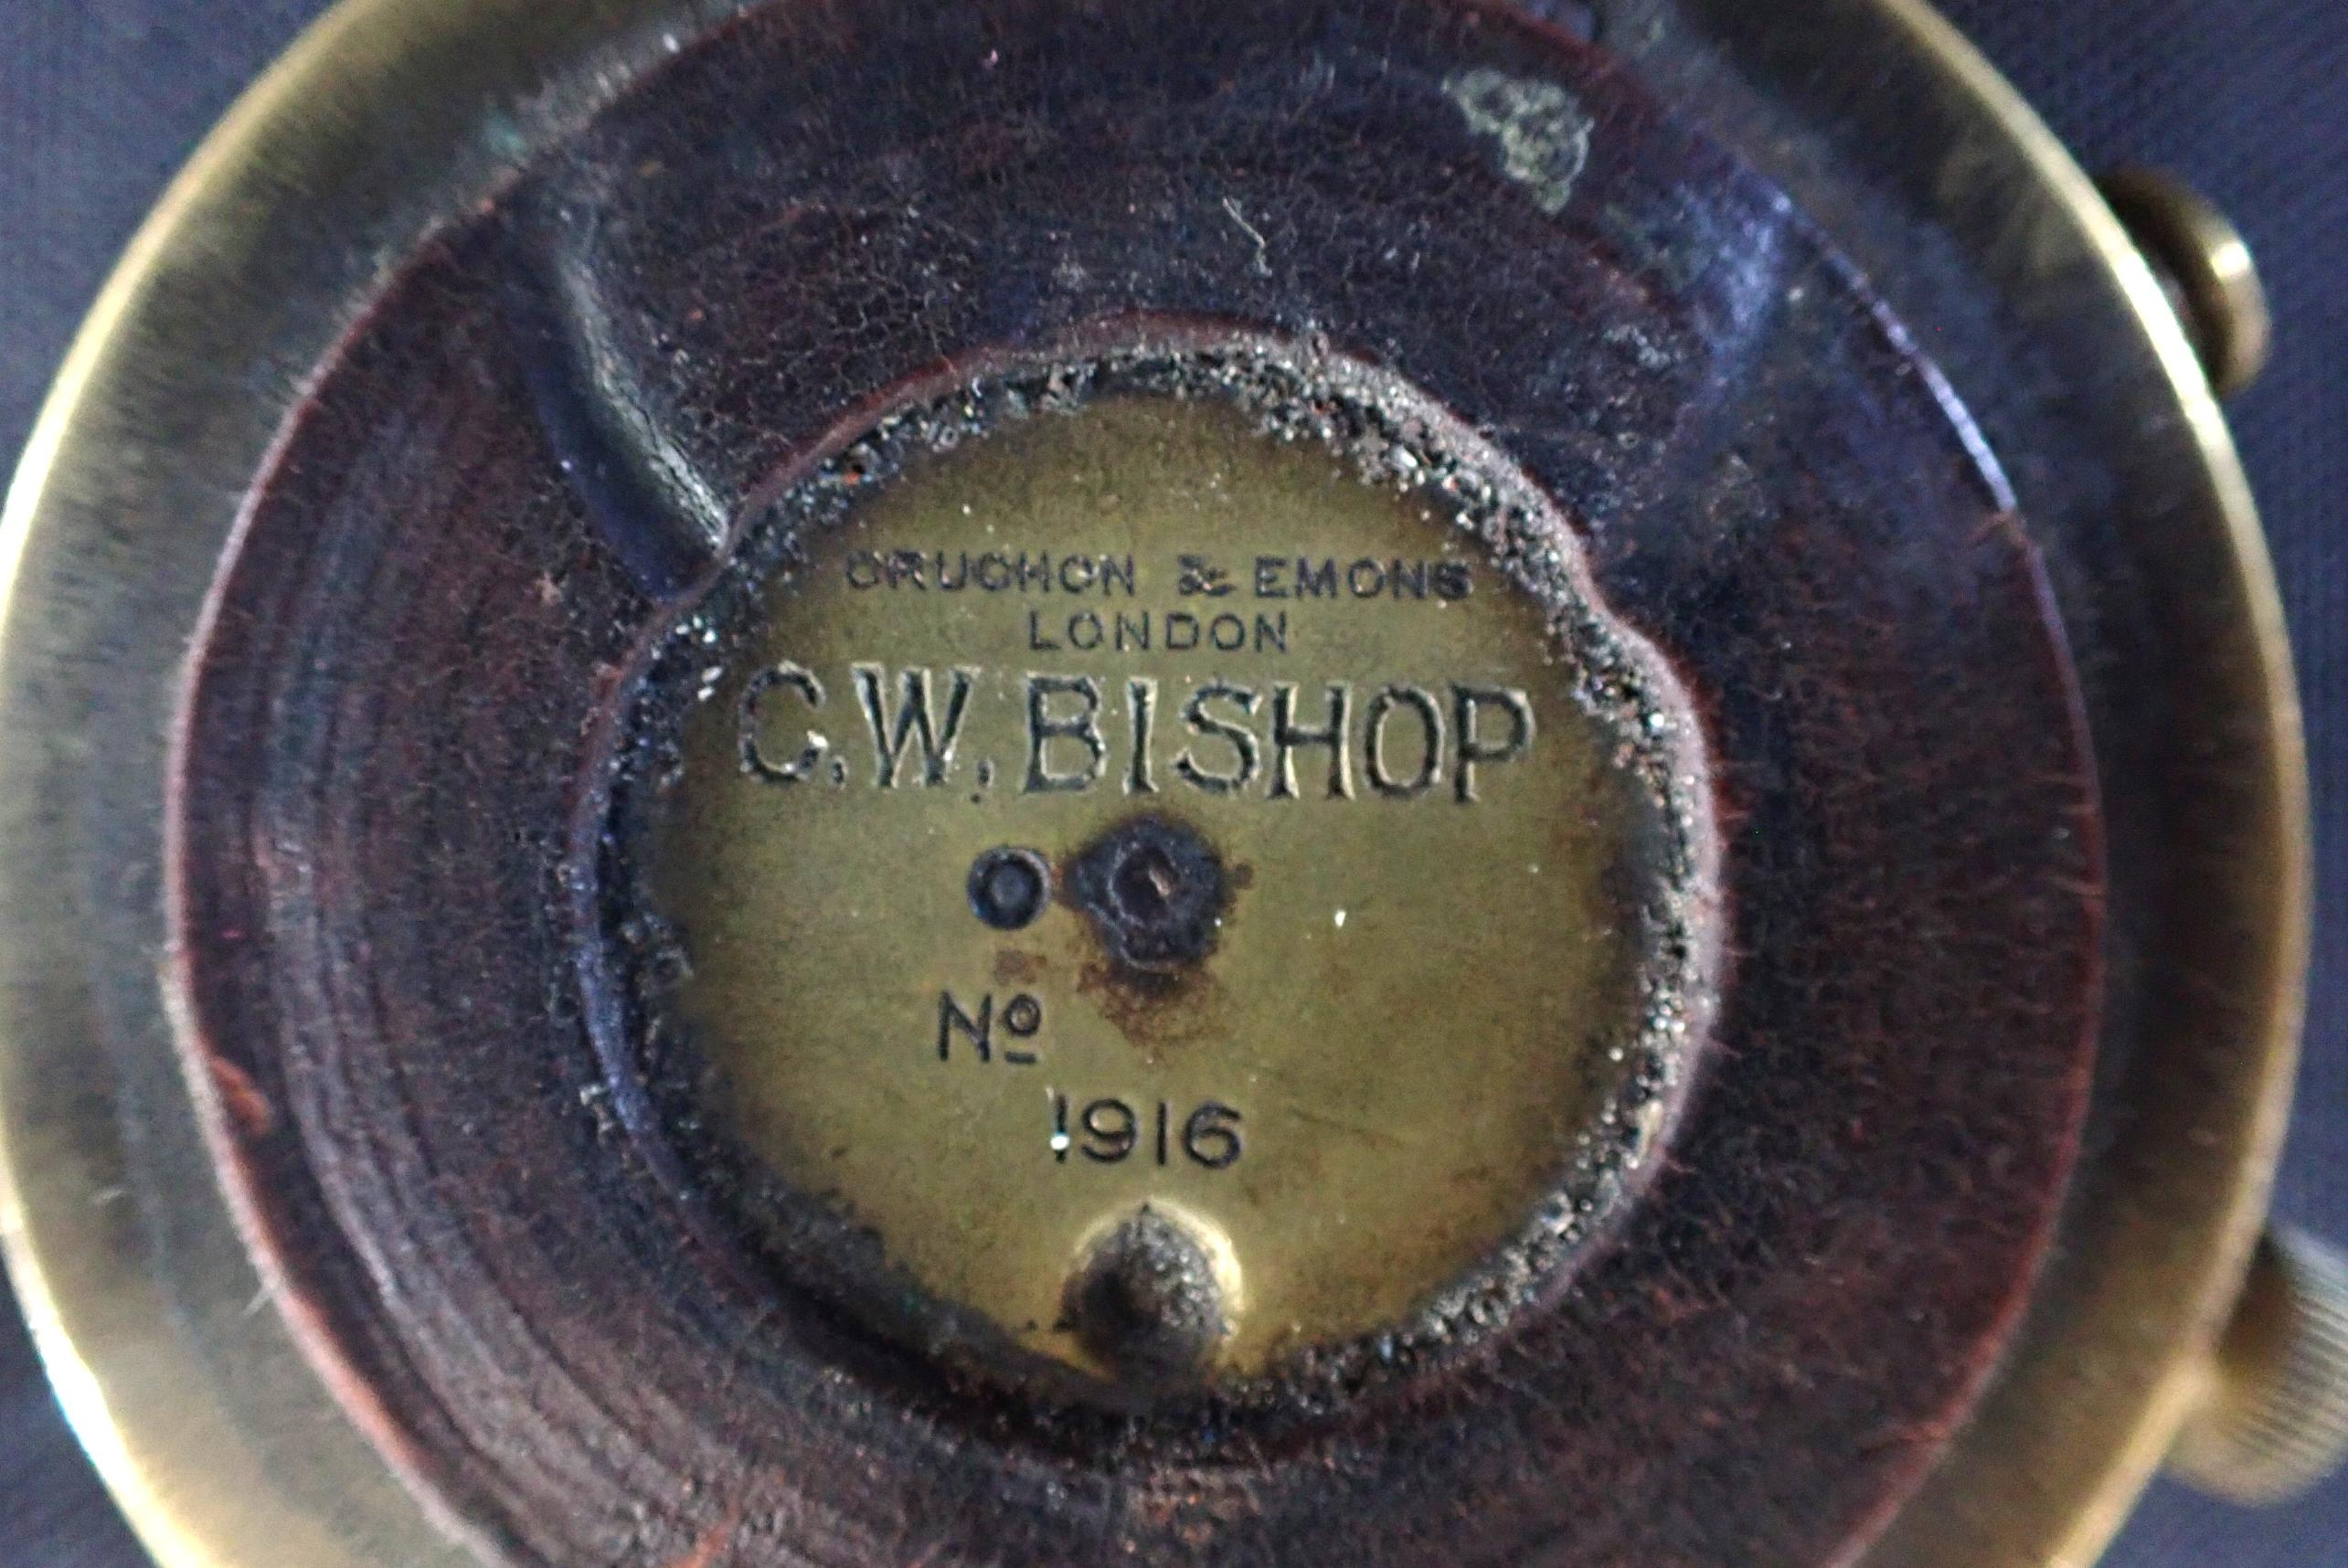 CRUCHON & EMONS
LONDON
C.W.BISHOP
Nº
1916